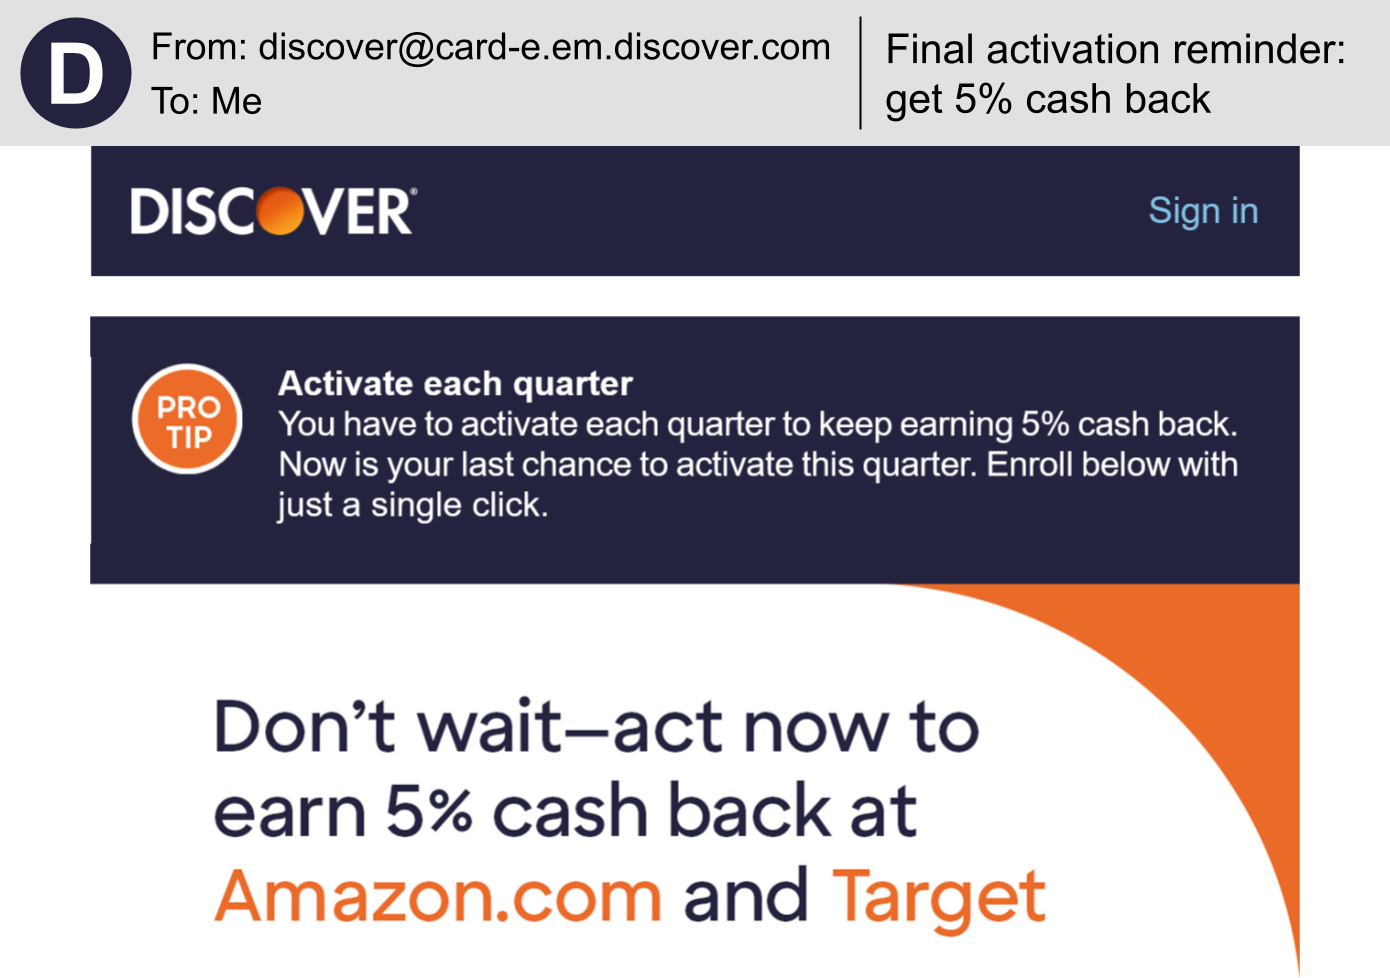 D
From: discover@card-e.em.discover.com
To: Me
Final activation reminder:
get 5% cash back
DISCOVER®
Sign in
PRO
TIP
Activate each quarter
You have to activate each quarter to keep earning 5% cash back.
Now is your last chance to activate this quarter. Enroll below with
just a single click.
Don’t wait—act now to
earn 5% cash back at
Amazon.com and Target